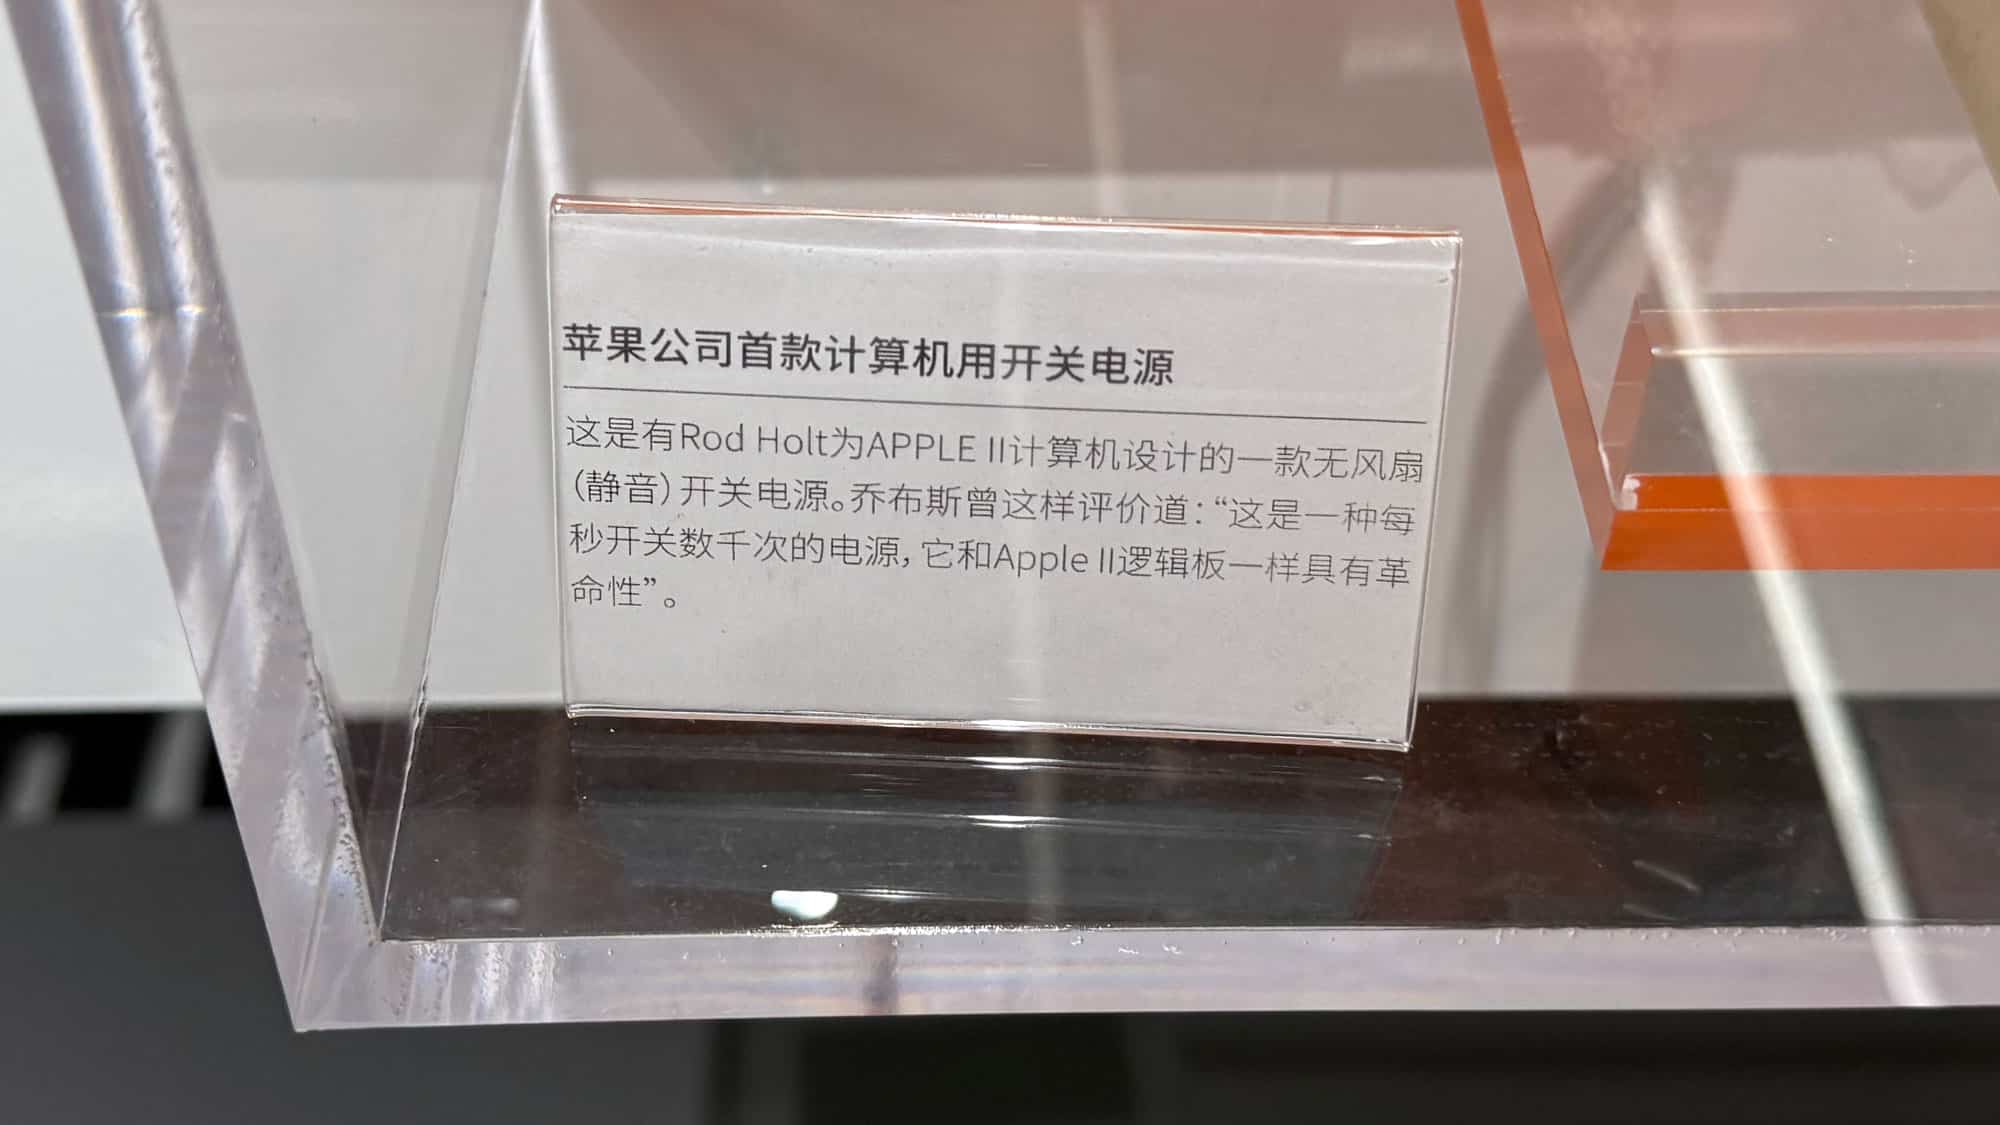 苹果公司首款计算机用开关电源
这是有Rod Holt为APPLE II计算机设计的一款无风扇
（静音）开关电源。乔布斯曾这样评价道：“这是一种每
秒开关数千次的电源，它和Apple II逻辑板一样具有革
命性”。